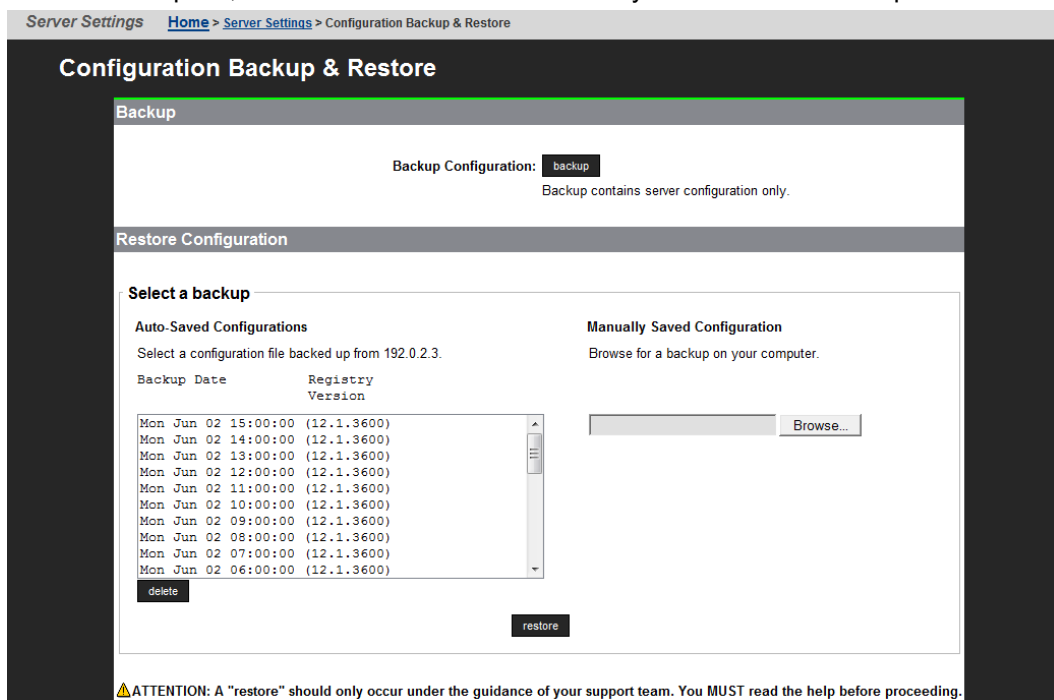 Server Settings Home > Server Settings > Configuration Backup & Restore
Configuration Backup & Restore
Backup
Backup Configuration: backup
Backup contains server configuration only.
Restore Configuration
Select a backup
Auto-Saved Configurations
Select a configuration file backed up from 192.0.2.3.
Backup Date Registry
Version
Mon Jun 02 15:00:00 (12.1.3600)
Mon Jun 02 14:00:00 (12.1.3600)
Mon Jun 02 13:00:00 (12.1.3600)
Mon Jun 02 12:00:00 (12.1.3600)
Mon Jun 02 11:00:00 (12.1.3600)
Mon Jun 02 10:00:00 (12.1.3600)
Mon Jun 02 09:00:00 (12.1.3600)
Mon Jun 02 08:00:00 (12.1.3600)
Mon Jun 02 07:00:00 (12.1.3600)
Mon Jun 02 06:00:00 (12.1.3600)
delete
Manually Saved Configuration
Browse for a backup on your computer.
Browse...
restore
ATTENTION: A "restore" should only occur under the guidance of your support team. You MUST read the help before proceeding.